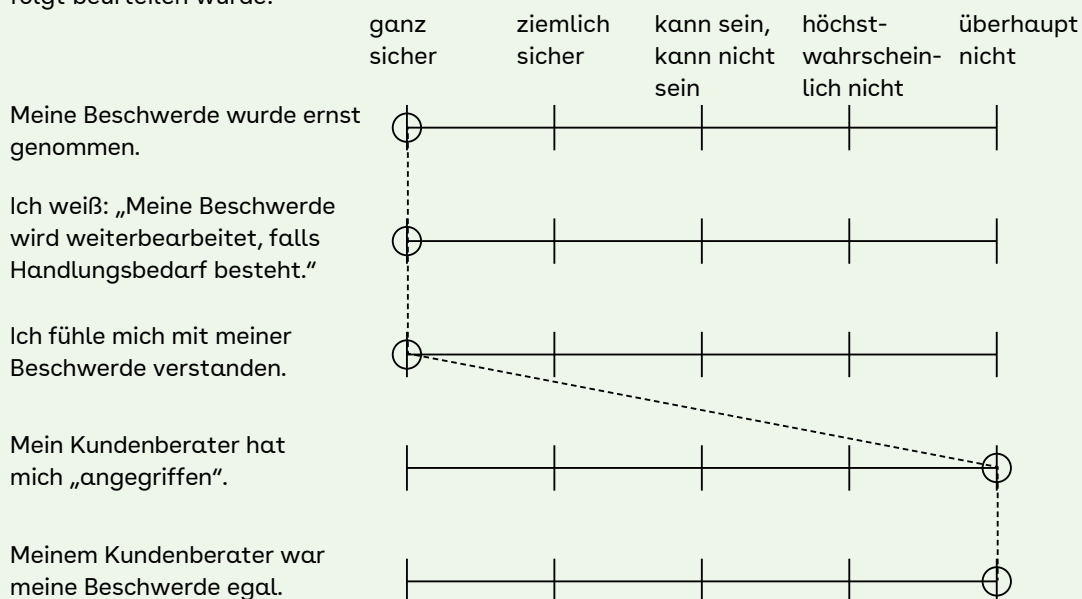 folgt beurteilen würde:
ganz
sicher
ziemlich
sicher
kann sein,
kann nicht
sein
höchst-
wahrschein-
lich nicht
überhaupt
nicht
Meine Beschwerde wurde ernst
genommen.
Ich weiß: „Meine Beschwerde
wird weiterbearbeitet, falls
Handlungsbedarf besteht.“
Ich fühle mich mit meiner
Beschwerde verstanden.
Mein Kundenberater hat
mich „angegriffen“.
Meinem Kundenberater war
meine Beschwerde egal.